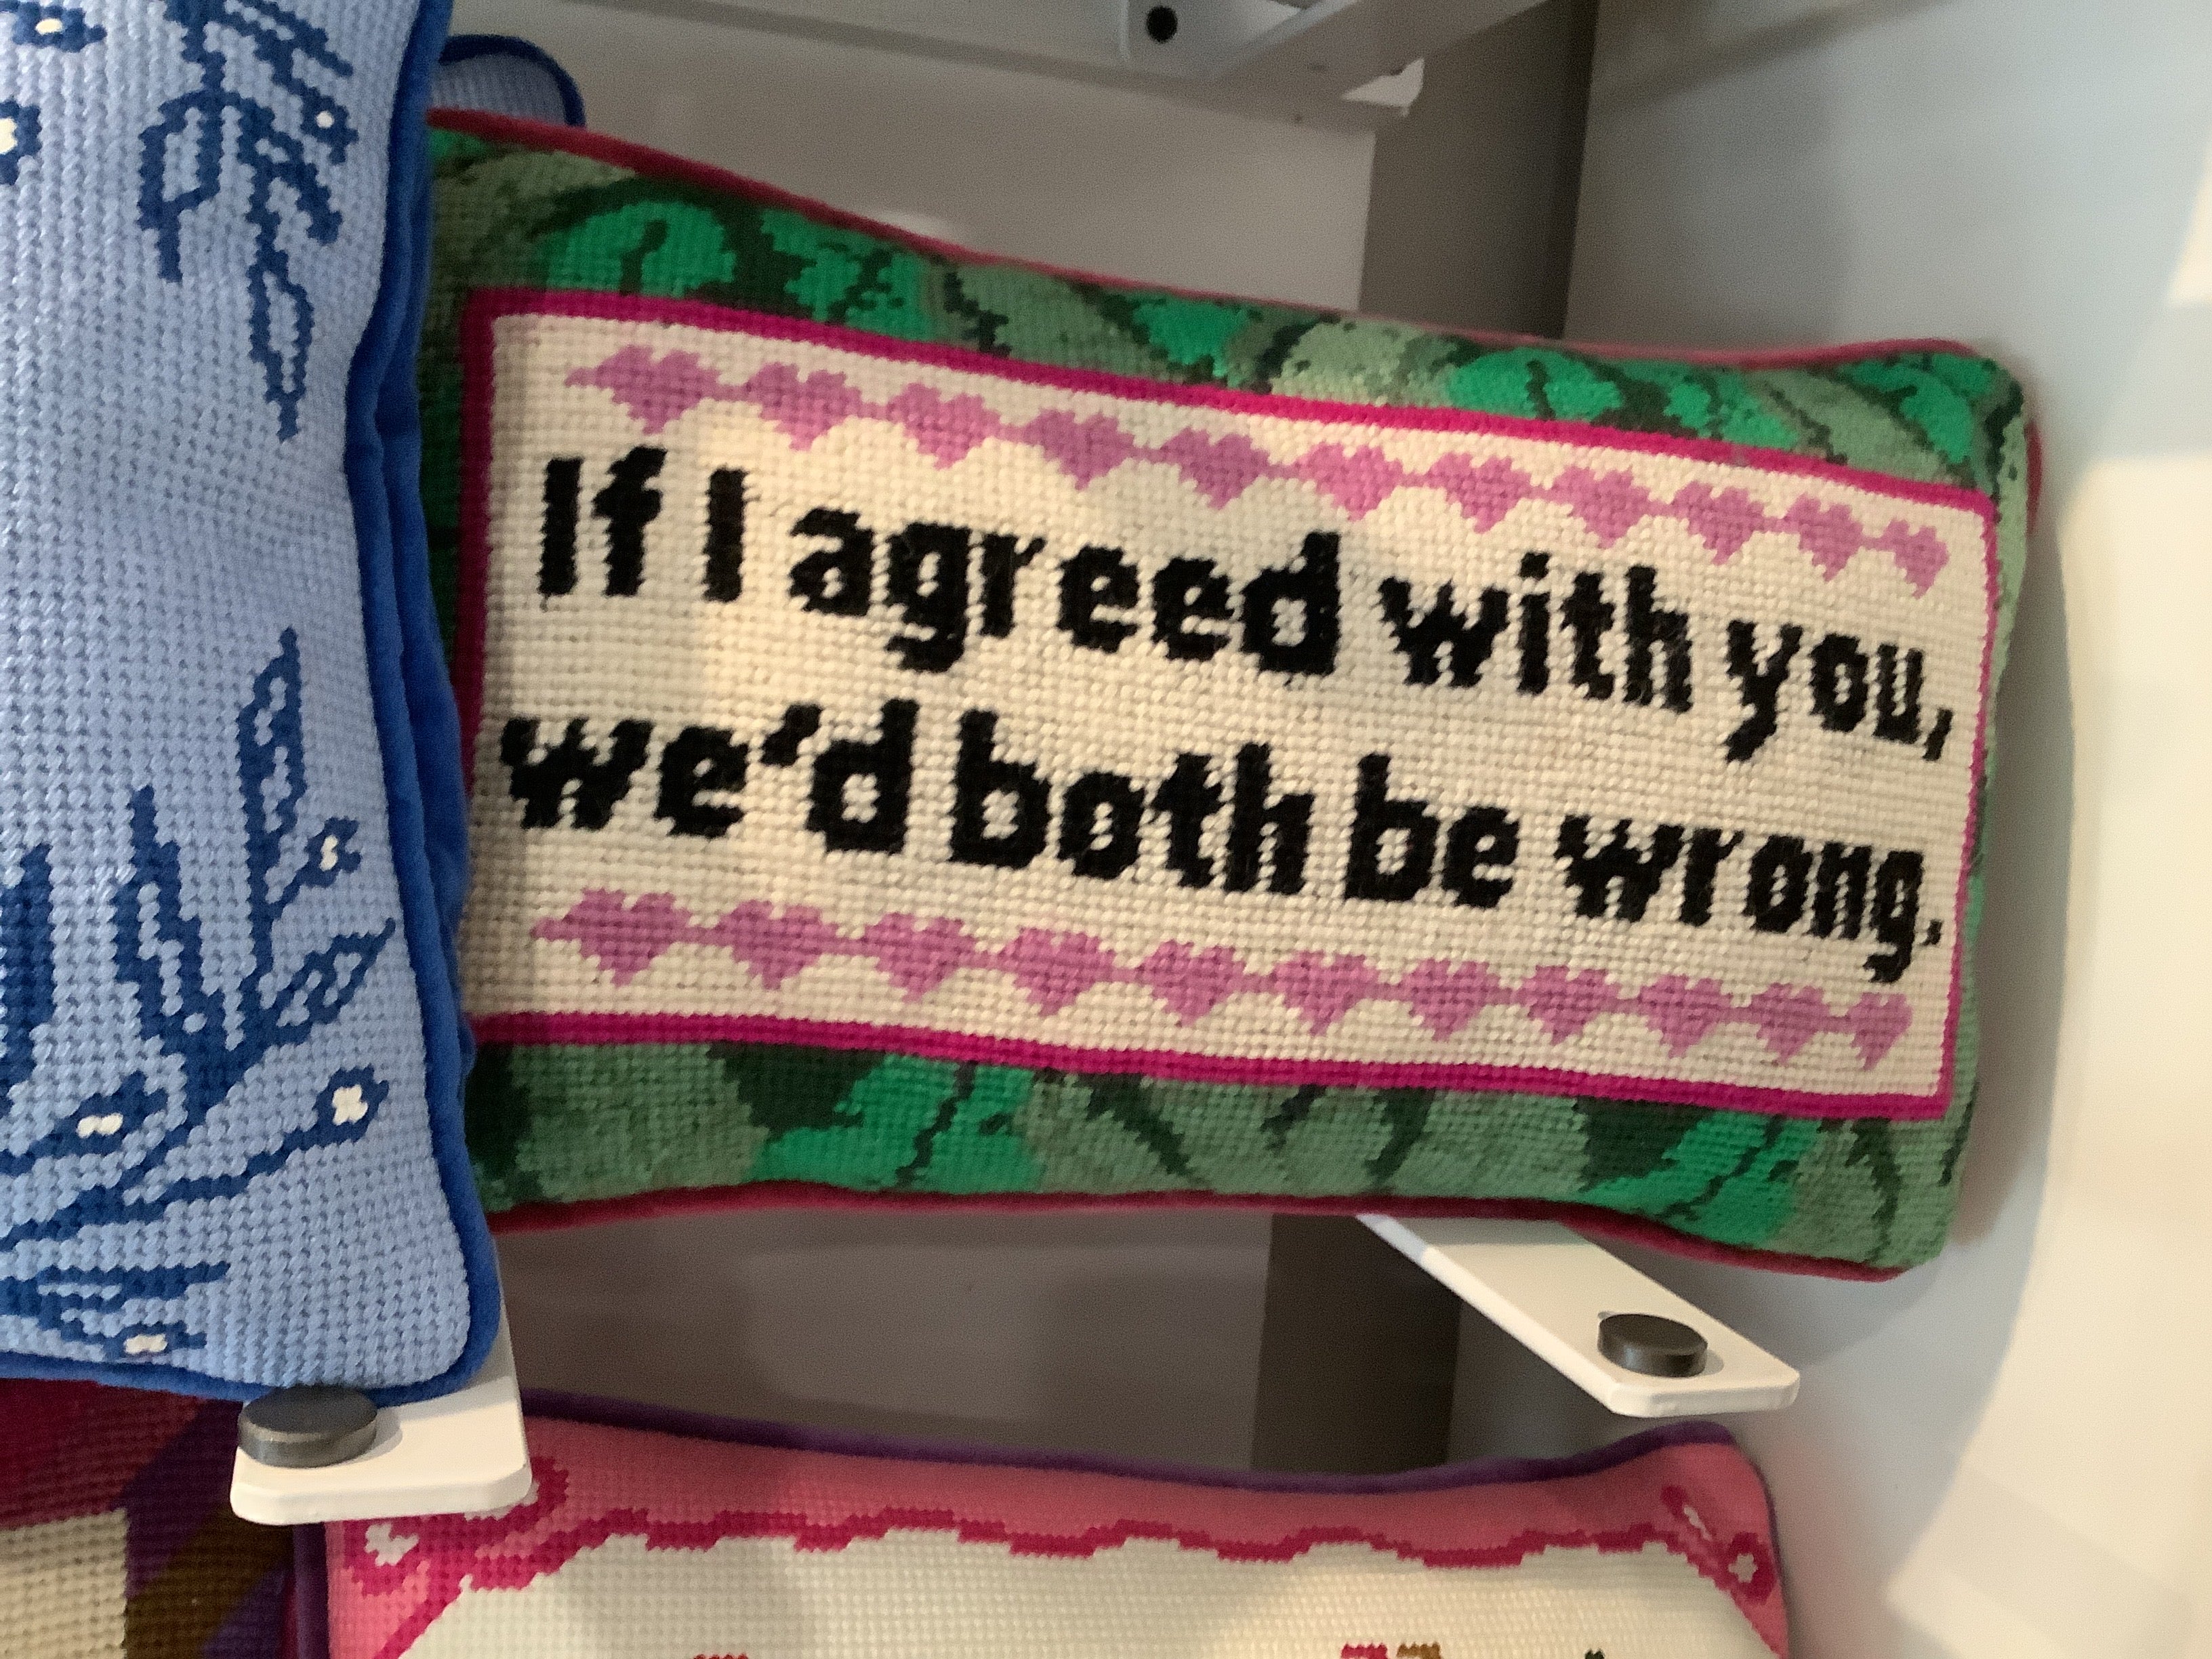 If I agreed with you,
we'd both be wrong.